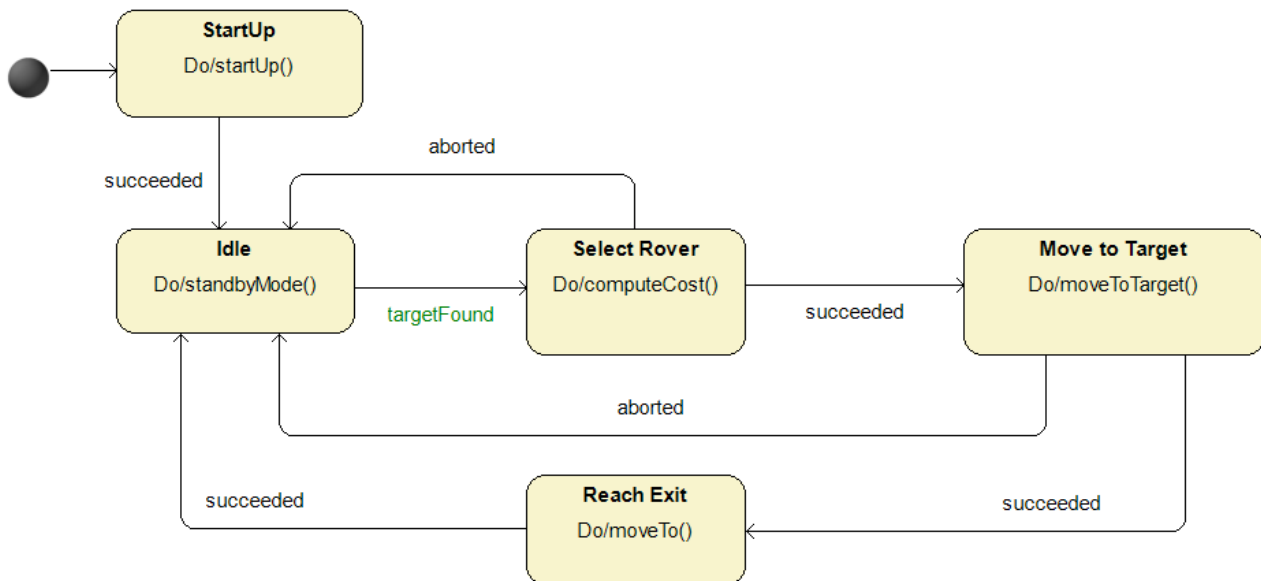 StartUp
Do/startUp()
aborted
succeeded
Idle
Do/standbyMode()
Select Rover
Do/computeCost()
Move to Target
Do/moveToTarget()
targetFound
succeeded
aborted
Reach Exit
Do/moveTo()
succeeded
succeeded